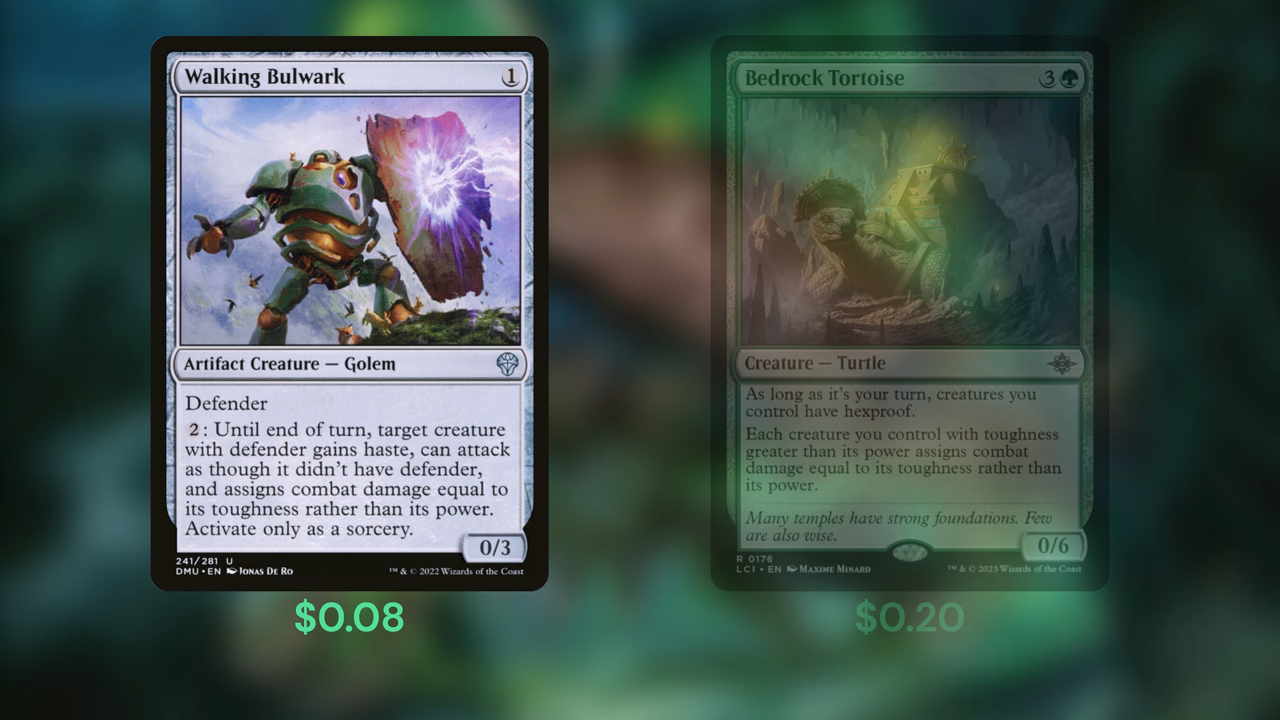 Walking Bulwark 1
Artifact Creature — Golem
Defender
2: Until end of turn, target creature
with defender gains haste, can attack
as though it didn't have defender,
and assigns combat damage equal to
its toughness rather than its power.
Activate only as a sorcery.
0/3
241/281 U
DMU • EN Jonas De Ro
™ & © 2022 Wizards of the Coast
$0.08
Bedrock Tortoise 3
Creature — Turtle
As long as it's your turn, creatures you
control have hexproof.
Each creature you control with toughness
greater than its power assigns combat
damage equal to its toughness rather than
its power.
Many temples have strong foundations. Few
are also wise.
0/6
R 0176
LCI • EN Maxime Minard
™ & © 2023 Wizards of the Coast
$0.20